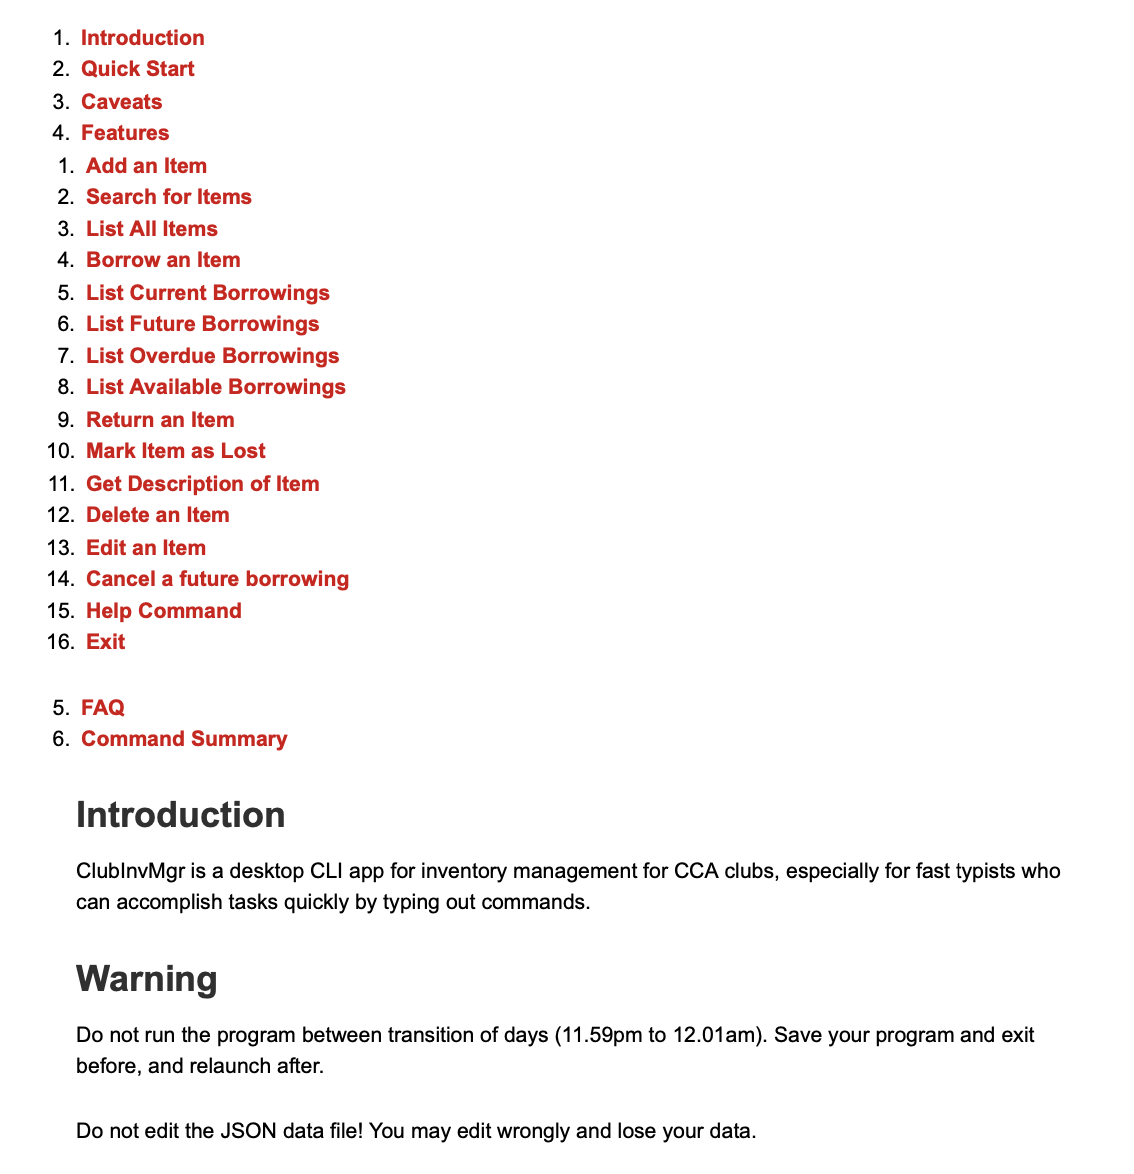 1. Introduction
2. Quick Start
3. Caveats
4. Features
1. Add an Item
2. Search for Items
3. List All Items
4. Borrow an Item
5. List Current Borrowings
6. List Future Borrowings
7. List Overdue Borrowings
8. List Available Borrowings
9. Return an Item
10. Mark Item as Lost
11. Get Description of Item
12. Delete an Item
13. Edit an Item
14. Cancel a future borrowing
15. Help Command
16. Exit
5. FAQ
6. Command Summary
Introduction
ClubInvMgr is a desktop CLI app for inventory management for CCA clubs, especially for fast typists who
can accomplish tasks quickly by typing out commands.
Warning
Do not run the program between transition of days (11.59pm to 12.01am). Save your program and exit
before, and relaunch after.
Do not edit the JSON data file! You may edit wrongly and lose your data.